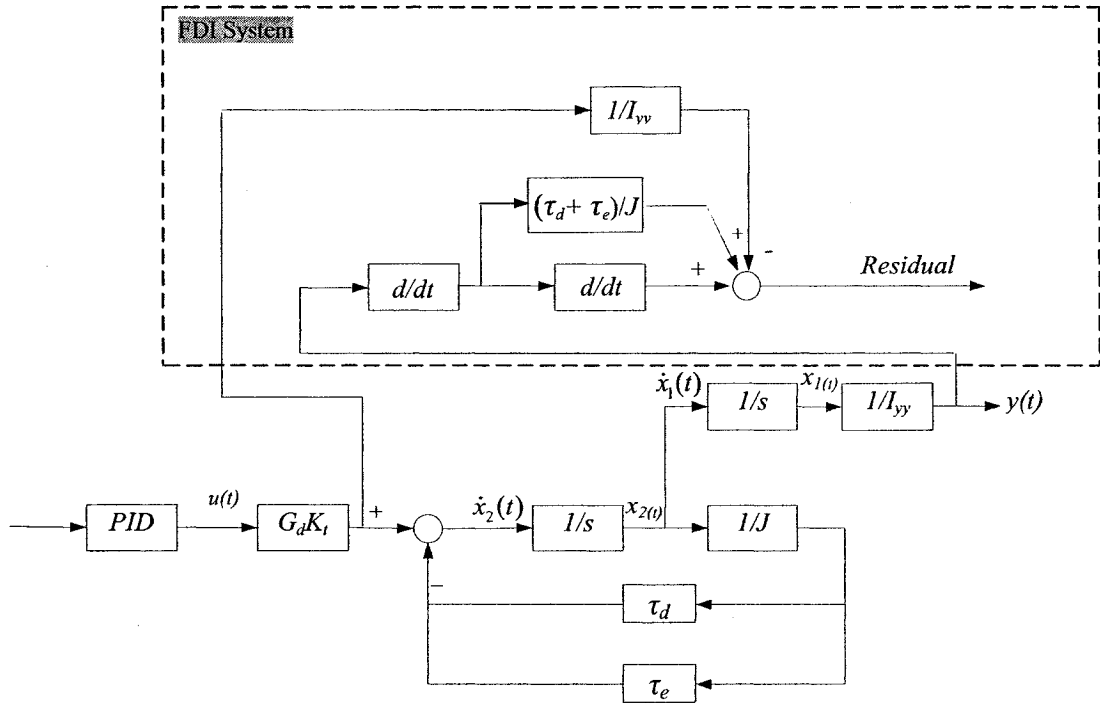 FDI System
1/I_yy
(τ_d + τ_e)/J
+
-
d/dt
d/dt
+
Residual
ẋ_1(t)
1/s
x_1(t)
1/I_yy
y(t)
PID
u(t)
G_dK_t
+
ẋ_2(t)
1/s
x_2(t)
1/J
−
τ_d
τ_e